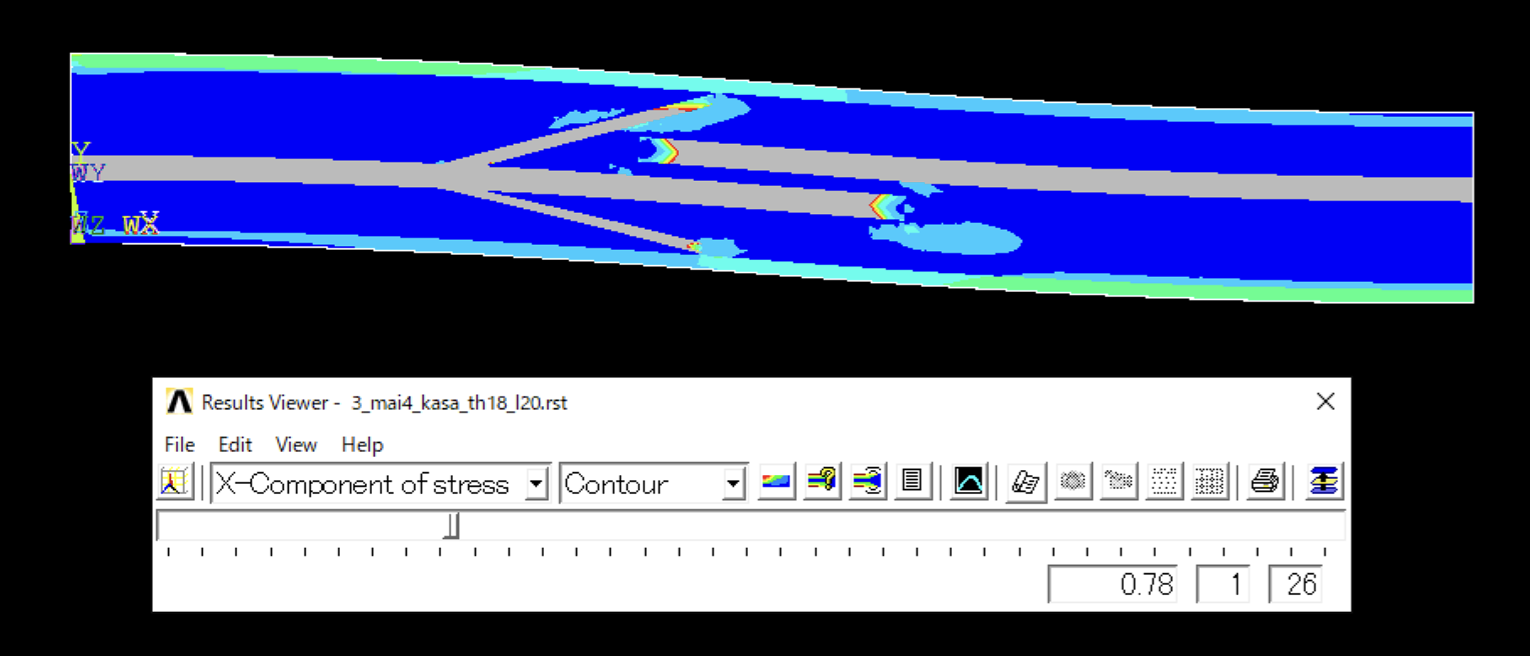 Y
WY
WZ WX
Results Viewer - 3_mai4_kasa_th18_l20.rst
File Edit View Help
X-Component of stress Contour
0.78 1 26